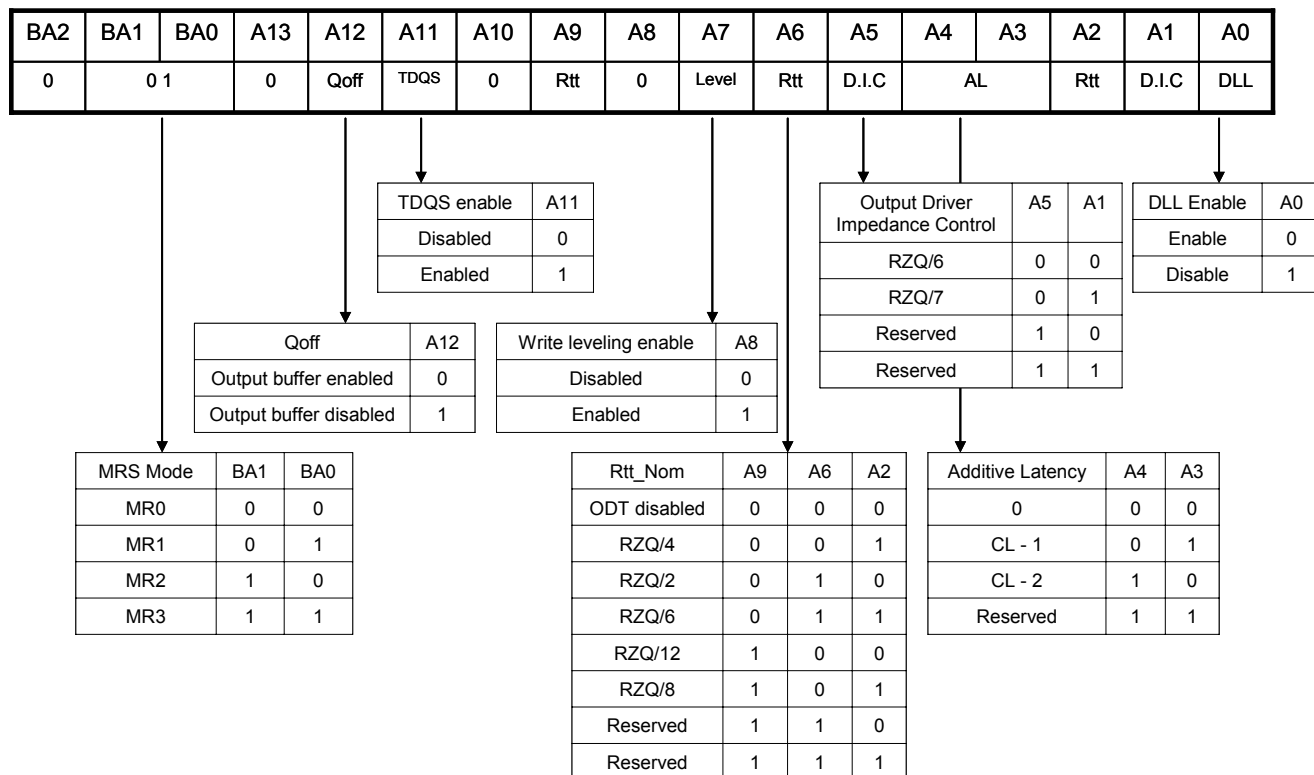 BA2 BA1 BA0 A13 A12 A11 A10 A9 A8 A7 A6 A5 A4 A3 A2 A1 A0
0 0 1 0 Qoff TDQS 0 Rtt 0 Level Rtt D.I.C AL Rtt D.I.C DLL
TDQS enable A11
Disabled 0
Enabled 1
Output Driver
Impedance Control A5 A1
RZQ/6 0 0
RZQ/7 0 1
Reserved 1 0
Reserved 1 1
DLL Enable A0
Enable 0
Disable 1
Qoff A12
Output buffer enabled 0
Output buffer disabled 1
Write leveling enable A8
Disabled 0
Enabled 1
MRS Mode BA1 BA0
MR0 0 0
MR1 0 1
MR2 1 0
MR3 1 1
Rtt_Nom A9 A6 A2
ODT disabled 0 0 0
RZQ/4 0 0 1
RZQ/2 0 1 0
RZQ/6 0 1 1
RZQ/12 1 0 0
RZQ/8 1 0 1
Reserved 1 1 0
Reserved 1 1 1
Additive Latency A4 A3
0 0 0
CL - 1 0 1
CL - 2 1 0
Reserved 1 1